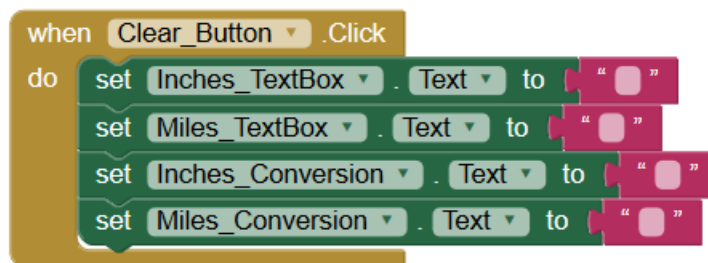 when Clear_Button .Click
do set Inches_TextBox . Text to “ ”
set Miles_TextBox . Text to “ ”
set Inches_Conversion . Text to “ ”
set Miles_Conversion . Text to “ ”